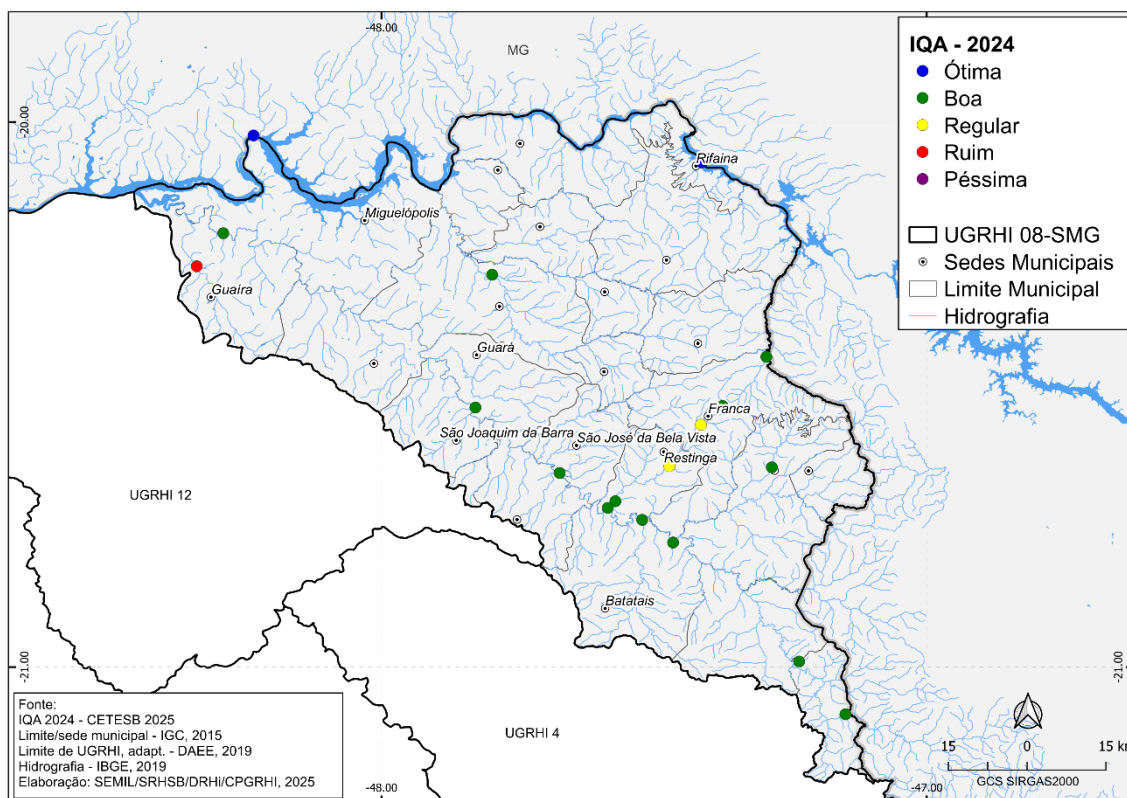 -48.00
MG
-20.00
IQA - 2024
Ótima
Boa
Regular
Ruim
Péssima
UGRHI 08-SMG
Sedes Municipais
Limite Municipal
Hidrografia
Rifaina
Miguelópolis
Guaíra
Guará
Franca
São Joaquim da Barra
São José da Bela Vista
Restinga
UGRHI 12
Batatais
-21.00
UGRHI 4
Fonte:
IQA 2024 - CETESB 2025
Limite/sede municipal - IGC, 2015
Limite de UGRHI, adapt. - DAEE, 2019
Hidrografia - IBGE, 2019
Elaboração: SEMIL/SRHSB/DRHi/CPGRHI, 2025
15 0 15 km
GCS SIRGAS2000
-48.00
-47.00